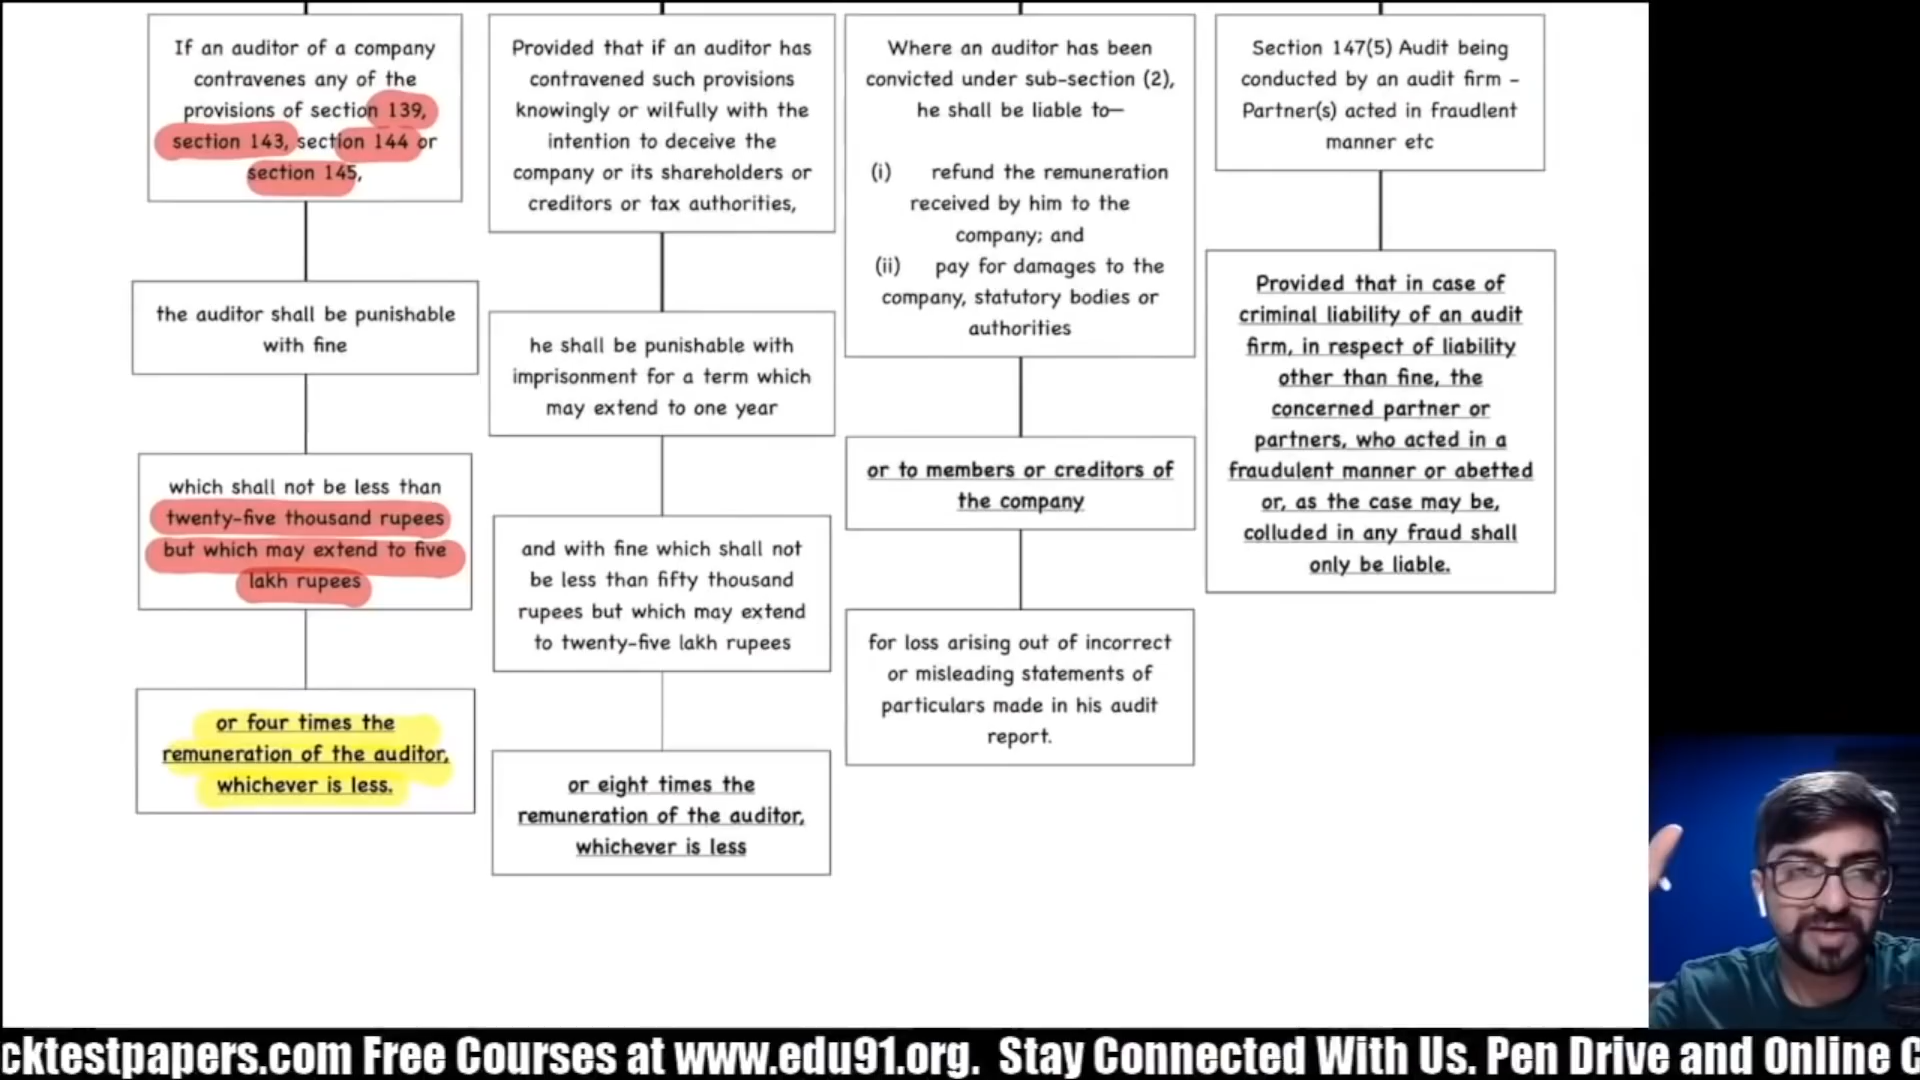 If an auditor of a company
contravenes any of the
provisions of section 139,
section 143, section 144 or
section 145,
the auditor shall be punishable
with fine
which shall not be less than
twenty-five thousand rupees
but which may extend to five
lakh rupees
or four times the
remuneration of the auditor,
whichever is less.
Provided that if an auditor has
contravened such provisions
knowingly or wilfully with the
intention to deceive the
company or its shareholders or
creditors or tax authorities,
he shall be punishable with
imprisonment for a term which
may extend to one year
and with fine which shall not
be less than fifty thousand
rupees but which may extend
to twenty-five lakh rupees
or eight times the
remuneration of the auditor,
whichever is less
Where an auditor has been
convicted under sub-section (2),
he shall be liable to—
(i) refund the remuneration
received by him to the
company; and
(ii) pay for damages to the
company, statutory bodies or
authorities
or to members or creditors of
the company
for loss arising out of incorrect
or misleading statements of
particulars made in his audit
report.
Section 147(5) Audit being
conducted by an audit firm –
Partner(s) acted in fraudlent
manner etc
Provided that in case of
criminal liability of an audit
firm, in respect of liability
other than fine, the
concerned partner or
partners, who acted in a
fraudulent manner or abetted
or, as the case may be,
colluded in any fraud shall
only be liable.
cktestpapers.com Free Courses at www.edu91.org. Stay Connected With Us. Pen Drive and Online C